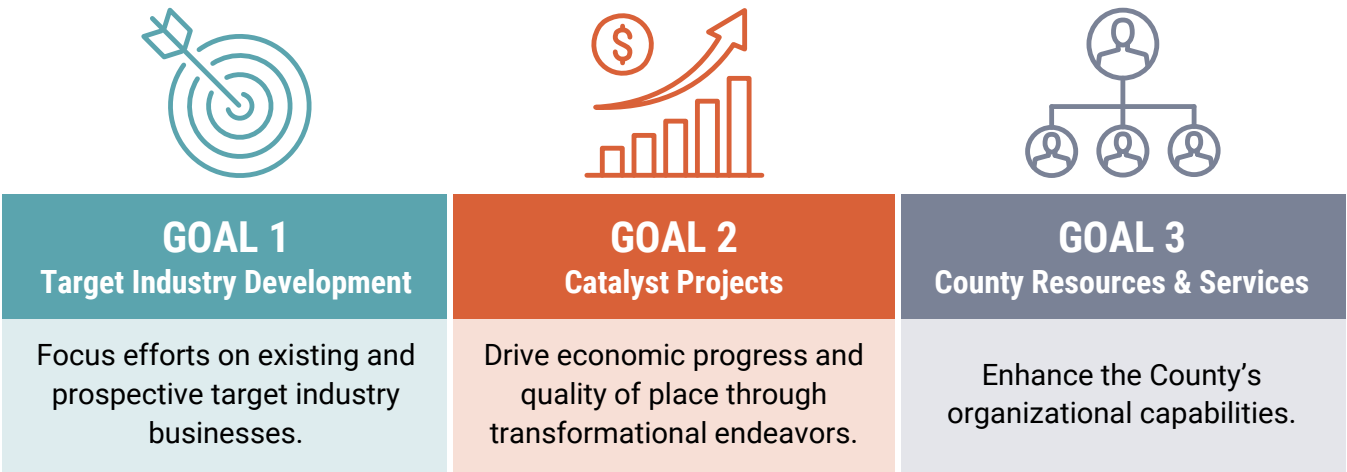 $
GOAL 1
Target Industry Development
Focus efforts on existing and
prospective target industry
businesses.
GOAL 2
Catalyst Projects
Drive economic progress and
quality of place through
transformational endeavors.
GOAL 3
County Resources & Services
Enhance the County’s
organizational capabilities.